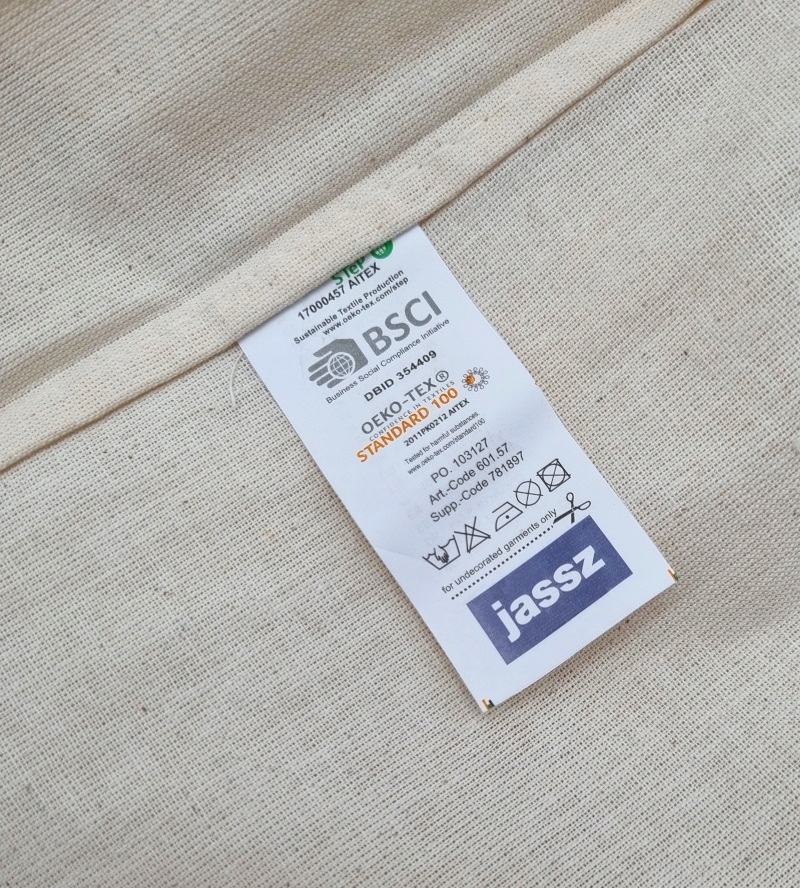 STeP
17000457 AITEX
Sustainable Textile Production
www.oeko-tex.com/step
BSCI
Business Social Compliance Initiative
DBID 354409
OEKO-TEX®
CONFIDENCE IN TEXTILES
STANDARD 100
2011PK0212 AITEX
Tested for harmful substances
www.oeko-tex.com/standard100
PO. 103127
Art.-Code 601.57
Supp.-Code 781897
for undecorated garments only
jassz